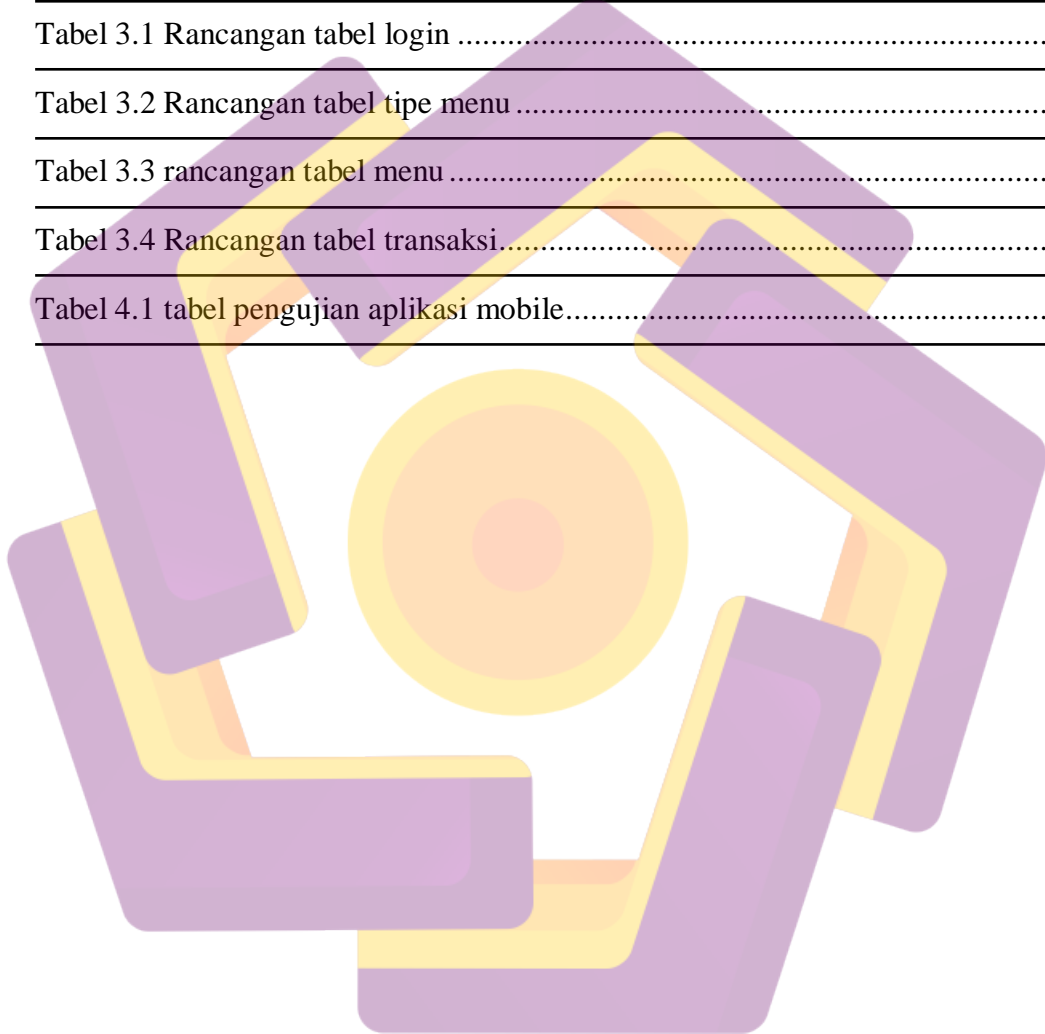 Tabel 3.1 Rancangan tabel login ........................................................................
Tabel 3.2 Rancangan tabel tipe menu ................................................................
Tabel 3.3 rancangan tabel menu .........................................................................
Tabel 3.4 Rancangan tabel transaksi..................................................................
Tabel 4.1 tabel pengujian aplikasi mobile..........................................................